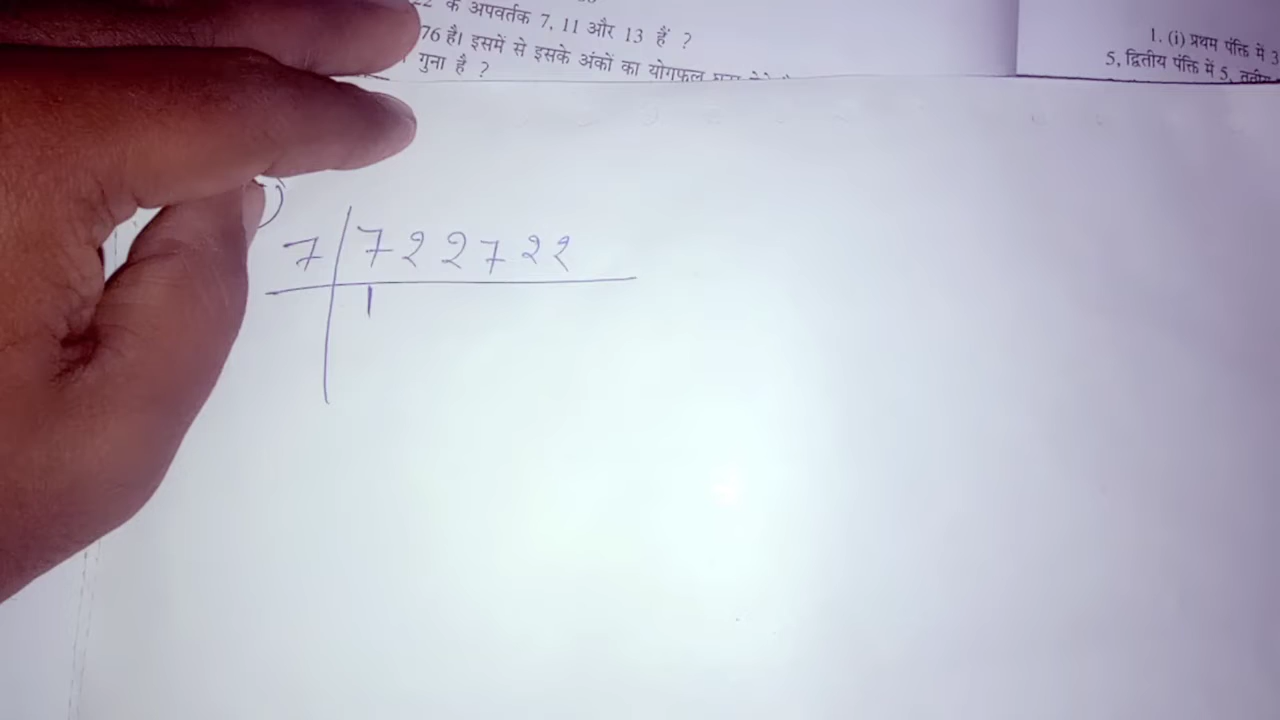 के अपवर्तक 7, 11 और 13 हैं ?
76 है। इसमें से इसके अंकों का योगफल
गुना है ?
1. (i) प्रथम पंक्ति में 3
5, द्वितीय पंक्ति में 5,
7 722722
1